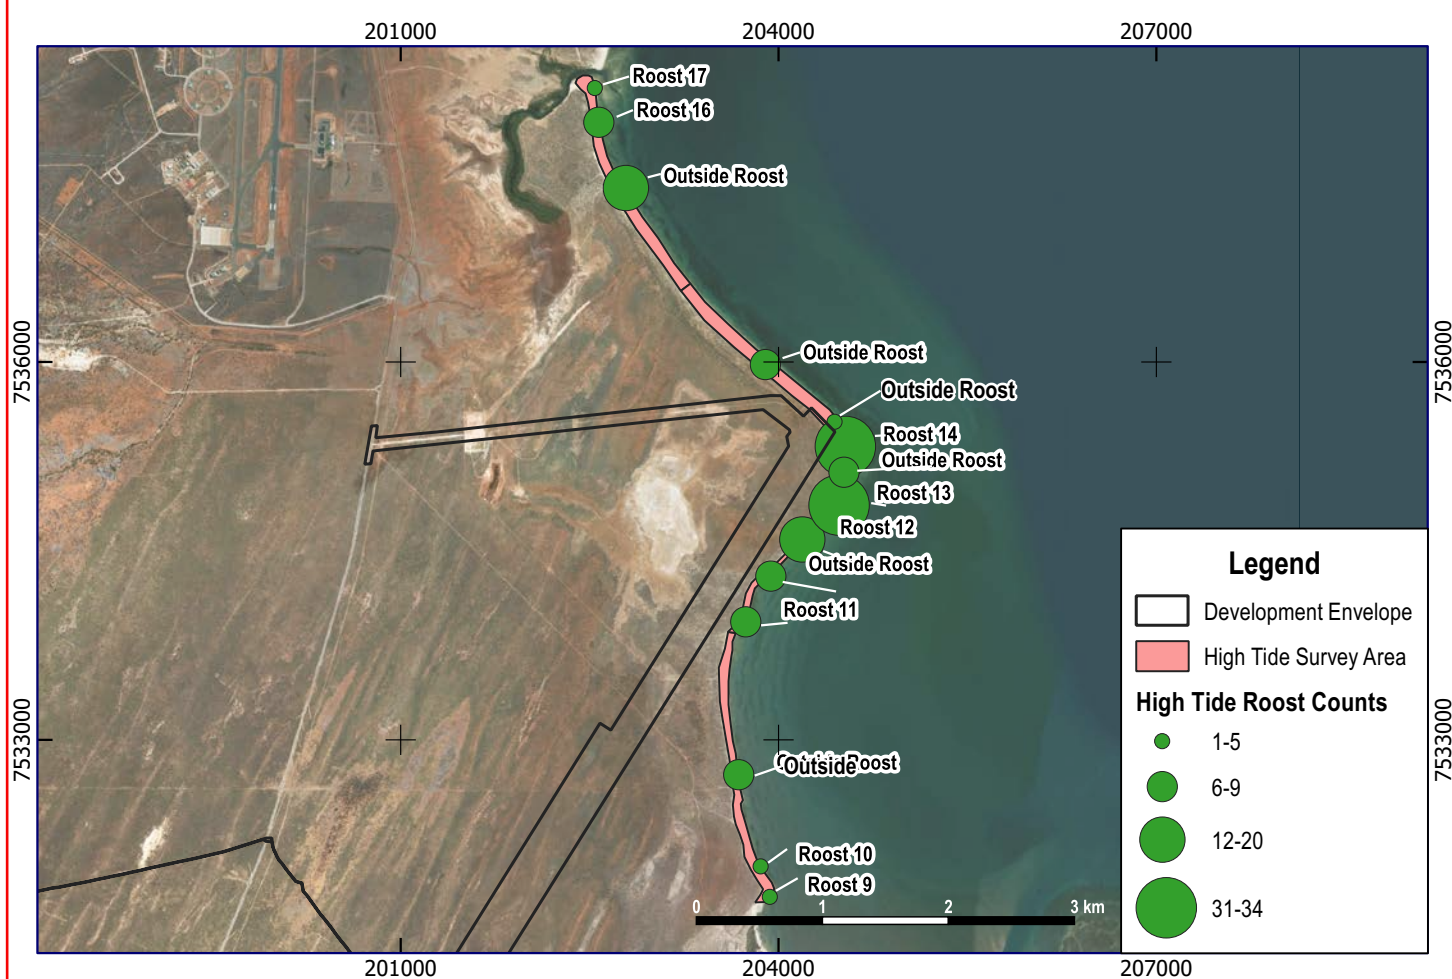 201000
204000
207000
Roost 17
Roost 16
Outside Roost
7536000
7536000
Outside Roost
Outside Roost
Roost 14
Outside Roost
Roost 13
Roost 12
Outside Roost
Roost 11
Legend
Development Envelope
High Tide Survey Area
High Tide Roost Counts
1-5
6-9
12-20
31-34
7533000
7533000
Outside Roost
Outside
Roost 10
Roost 9
0
1
2
3 km
201000
204000
207000